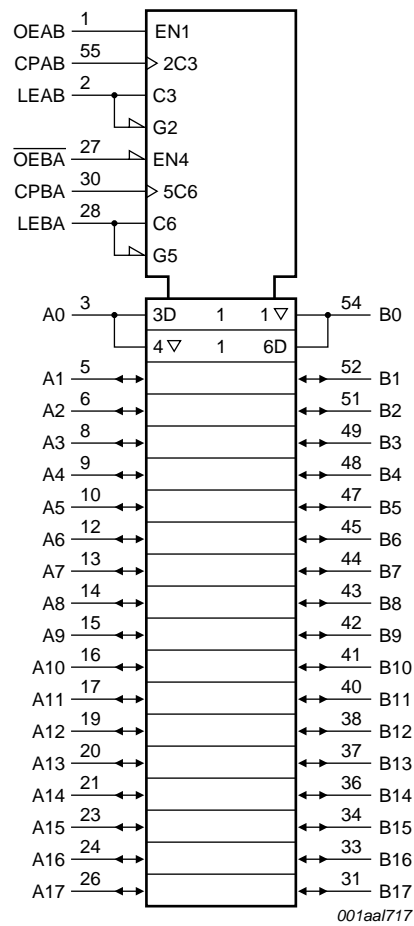 OEAB 1 EN1
CPAB 55 2C3
LEAB 2 C3
G2
OEBA 27 EN4
CPBA 30 5C6
LEBA 28 C6
G5
A0 3 3D 1 1 ▽ 54 B0
4 ▽ 1 6D
A1 5 52 B1
A2 6 51 B2
A3 8 49 B3
A4 9 48 B4
A5 10 47 B5
A6 12 45 B6
A7 13 44 B7
A8 14 43 B8
A9 15 42 B9
A10 16 41 B10
A11 17 40 B11
A12 19 38 B12
A13 20 37 B13
A14 21 36 B14
A15 23 34 B15
A16 24 33 B16
A17 26 31 B17
001aal717